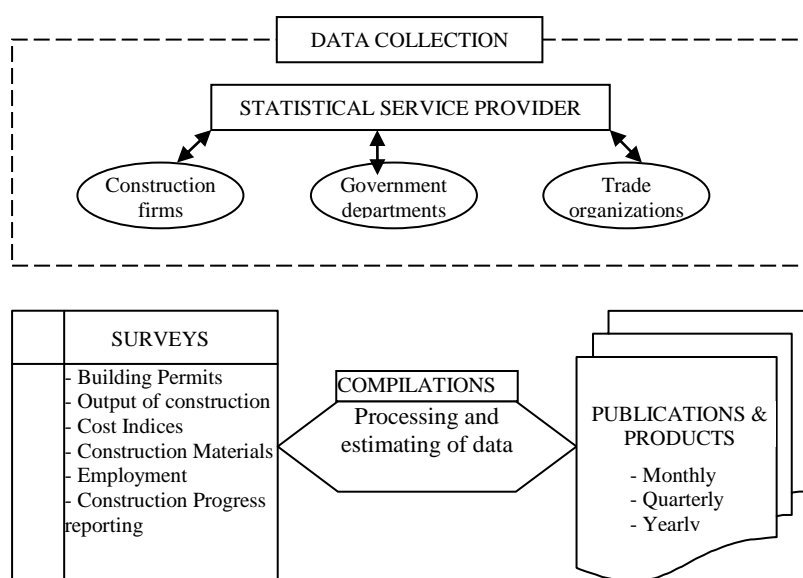 DATA COLLECTION
STATISTICAL SERVICE PROVIDER
Construction
firms
Government
departments
Trade
organizations
SURVEYS
- Building Permits
- Output of construction
- Cost Indices
- Construction Materials
- Employment
- Construction Progress
reporting
COMPILATIONS
Processing and
estimating of data
PUBLICATIONS &
PRODUCTS
- Monthly
- Quarterly
- Yearly